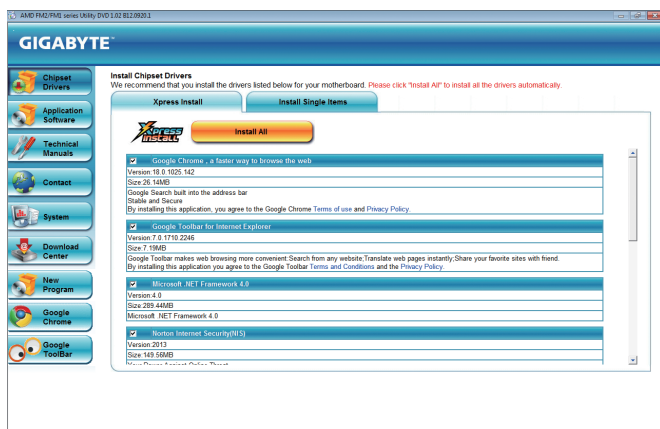 AMD FM2/FM1 series Utility DVD 1.02 B12.0920.1
GIGABYTE™
Chipset
Drivers
Application
Software
Technical
Manuals
Contact
System
Download
Center
New
Program
Google
Chrome
Google
ToolBar
Install Chipset Drivers
We recommend that you install the drivers listed below for your motherboard. Please click "Install All" to install all the drivers automatically.
Xpress Install
Install Single Items
Xpress
INSTALL
Install All
Google Chrome , a faster way to browse the web
Version:18.0.1025.142
Size:26.14MB
Google Search built into the address bar
Stable and Secure
By installing this application, you agree to the Google Chrome Terms of use and Privacy Policy.
Google Toolbar for Internet Explorer
Version:7.0.1710.2246
Size:7.19MB
Google Toolbar makes web browsing more convenient:Search from any website;Translate web pages instantly;Share your favorite sites with friend.
By installing this application you agree to the Google Toolbar Terms and Conditions and the Privacy Policy.
Microsoft .NET Framework 4.0
Version:4.0
Size:289.44MB
Microsoft .NET Framework 4.0
Norton Internet Security(NIS)
Version:2013
Size:149.56MB
Your Power Against Online Threat